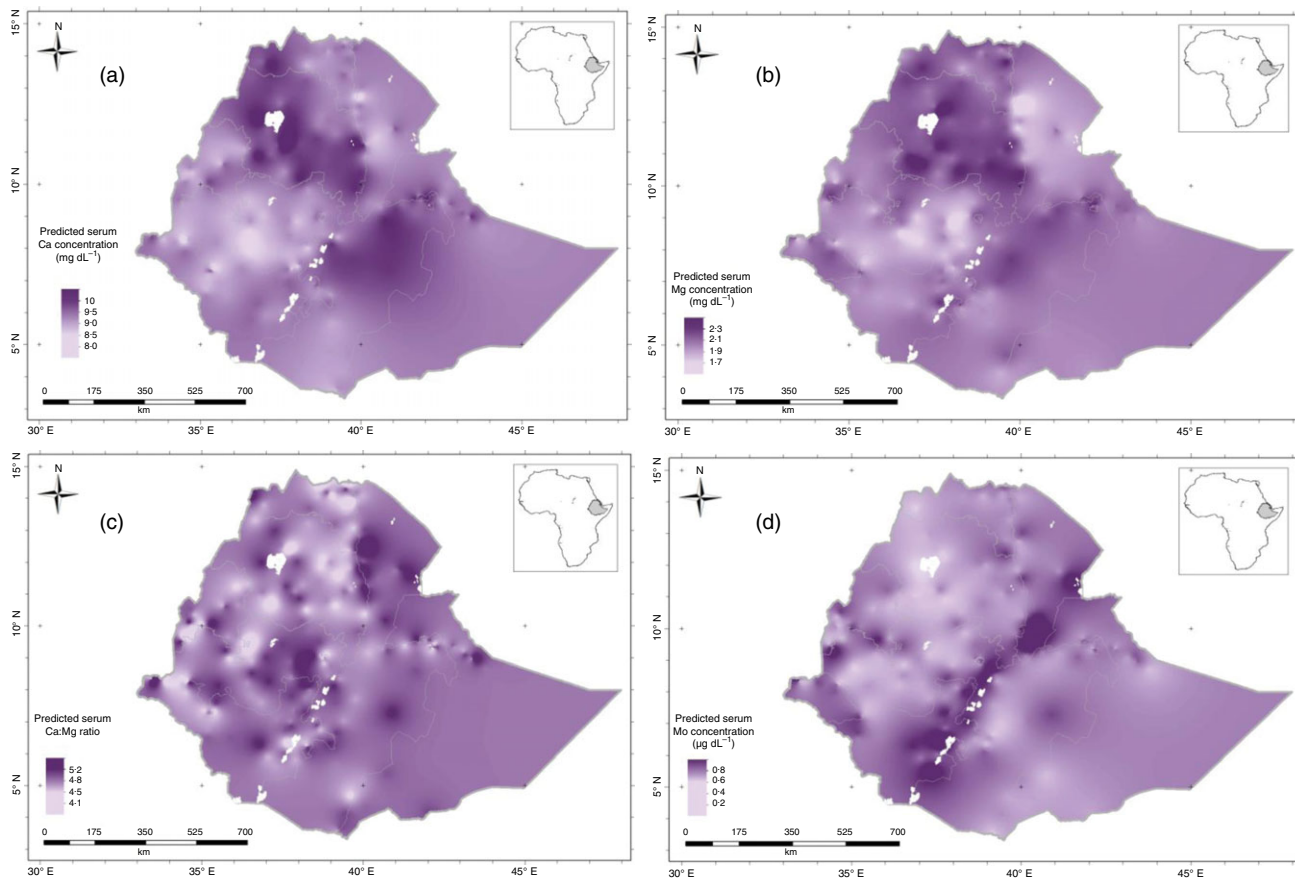 15° N
10° N
5° N
N
(a)
Predicted serum
Ca concentration
(mg dL⁻¹)
10
9·5
9·0
8·5
8·0
0 175 350 525 700
km
30° E 35° E 40° E 45° E
15° N
10° N
5° N
N
(b)
Predicted serum
Mg concentration
(mg dL⁻¹)
2·3
2·1
1·9
1·7
0 175 350 525 700
km
30° E 35° E 40° E 45° E
15° N
10° N
5° N
N
(c)
Predicted serum
Ca:Mg ratio
5·2
4·8
4·5
4·1
0 175 350 525 700
km
30° E 35° E 40° E 45° E
15° N
10° N
5° N
N
(d)
Predicted serum
Mo concentration
(µg dL⁻¹)
0·8
0·6
0·4
0·2
0 175 350 525 700
km
30° E 35° E 40° E 45° E